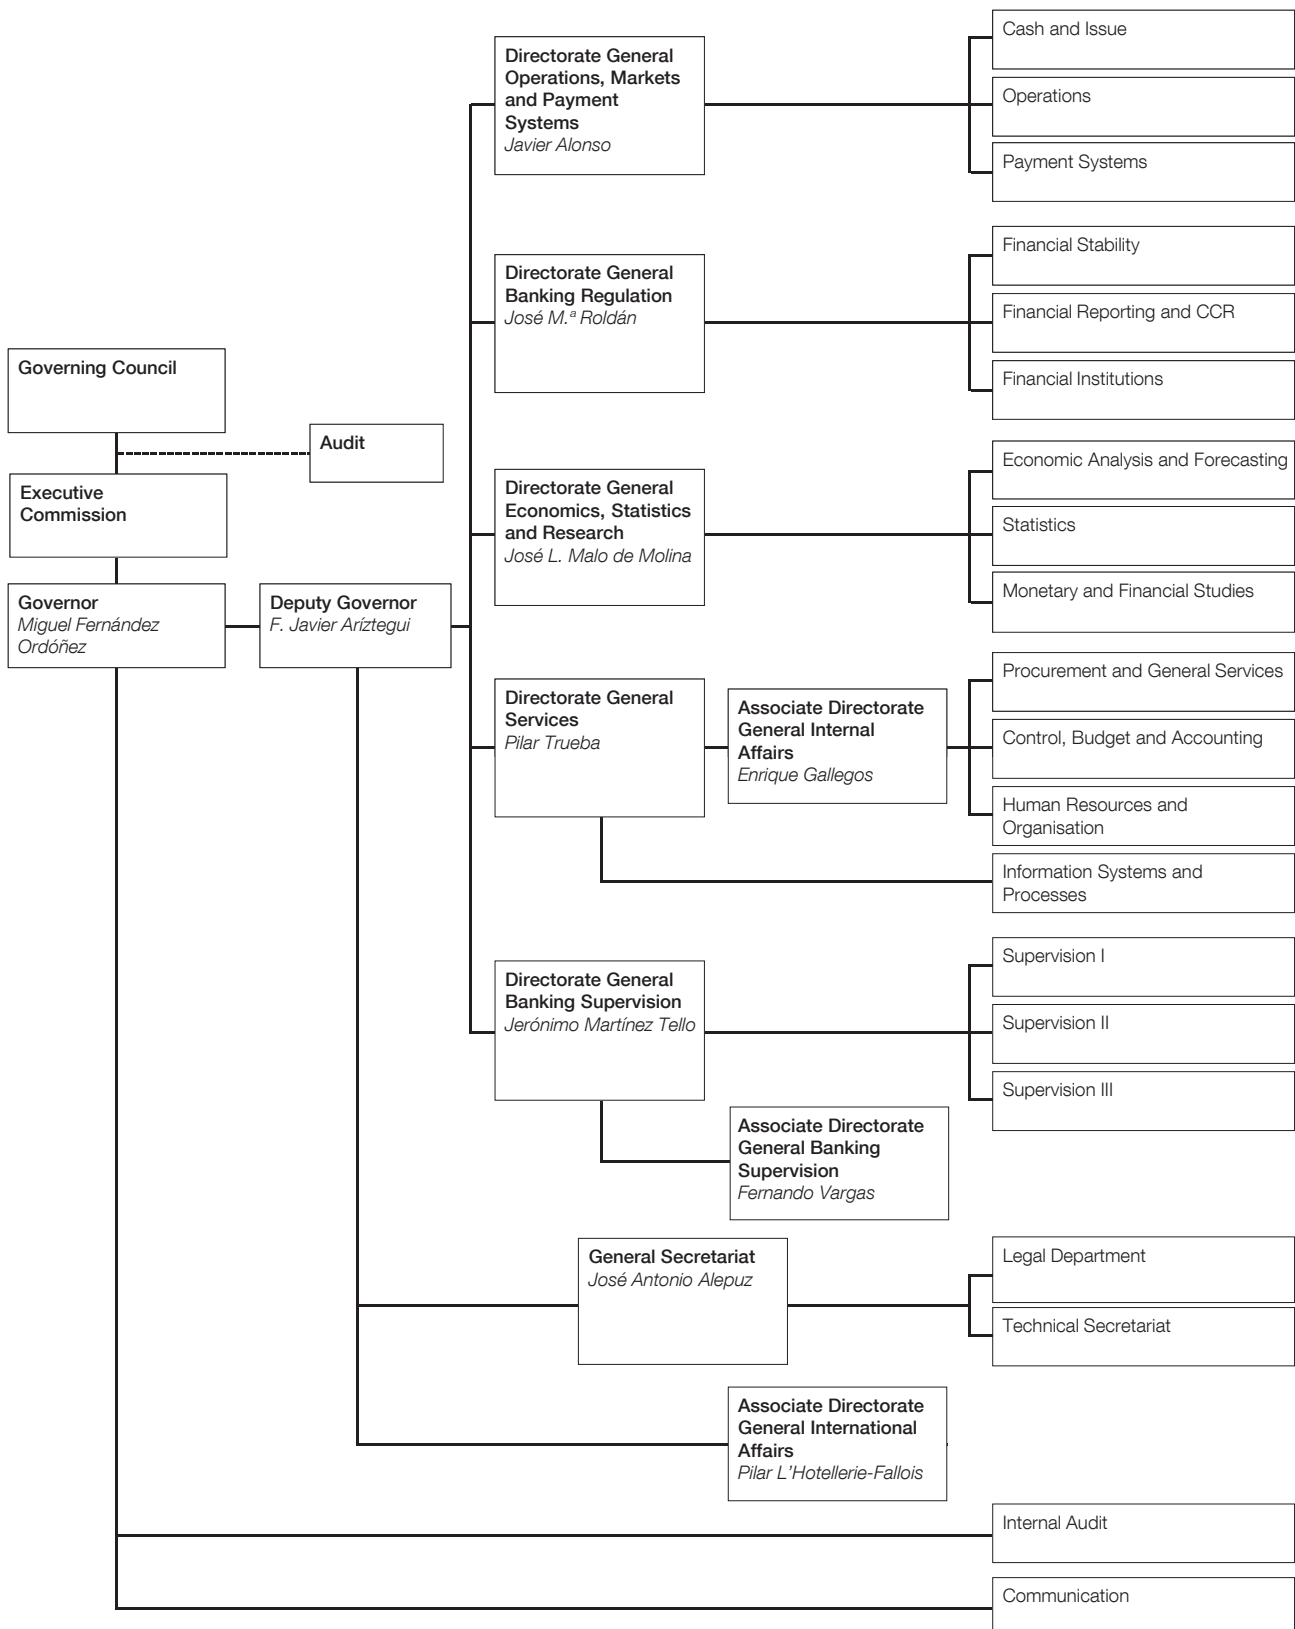 Governing Council
Audit
Executive
Commission
Governor
Miguel Fernández
Ordóñez
Deputy Governor
F. Javier Aríztegui
Directorate General
Operations, Markets
and Payment
Systems
Javier Alonso
Cash and Issue
Operations
Payment Systems
Directorate General
Banking Regulation
José M.ª Roldán
Financial Stability
Financial Reporting and CCR
Financial Institutions
Directorate General
Economics, Statistics
and Research
José L. Malo de Molina
Economic Analysis and Forecasting
Statistics
Monetary and Financial Studies
Directorate General
Services
Pilar Trueba
Associate Directorate
General Internal
Affairs
Enrique Gallegos
Procurement and General Services
Control, Budget and Accounting
Human Resources and
Organisation
Information Systems and
Processes
Directorate General
Banking Supervision
Jerónimo Martínez Tello
Supervision I
Supervision II
Supervision III
Associate Directorate
General Banking
Supervision
Fernando Vargas
General Secretariat
José Antonio Alepuz
Legal Department
Technical Secretariat
Associate Directorate
General International
Affairs
Pilar L'Hotellerie-Fallois
Internal Audit
Communication